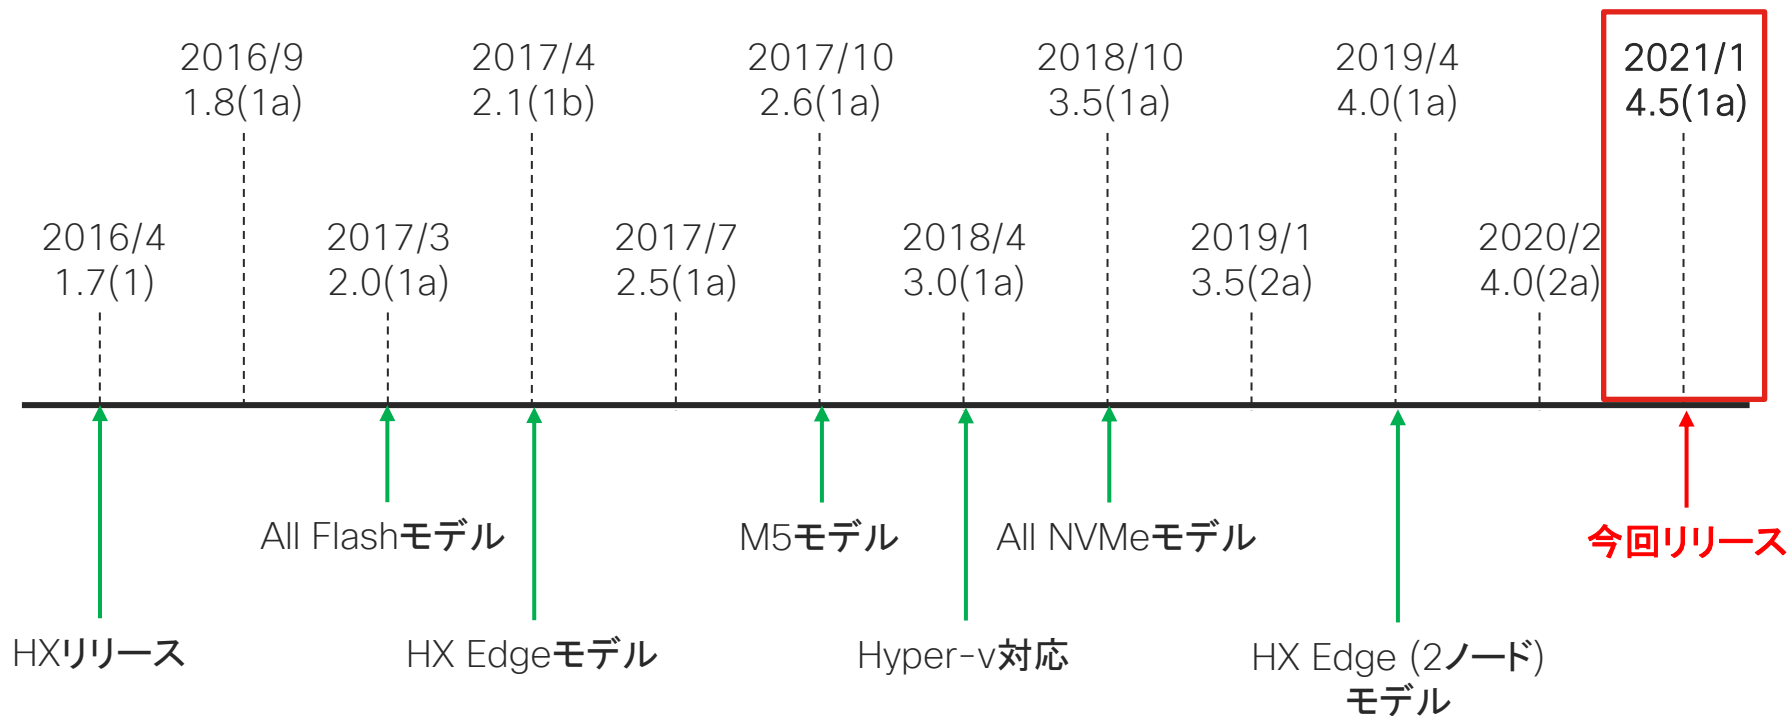 2016/9
1.8(1a)
2017/4
2.1(1b)
2017/10
2.6(1a)
2018/10
3.5(1a)
2019/4
4.0(1a)
2021/1
4.5(1a)
2016/4
1.7(1)
2017/3
2.0(1a)
2017/7
2.5(1a)
2018/4
3.0(1a)
2019/1
3.5(2a)
2020/2
4.0(2a)
All Flashモデル
M5モデル
All NVMeモデル
今回リリース
HXリリース
HX Edgeモデル
Hyper-v対応
HX Edge (2ノード)
モデル